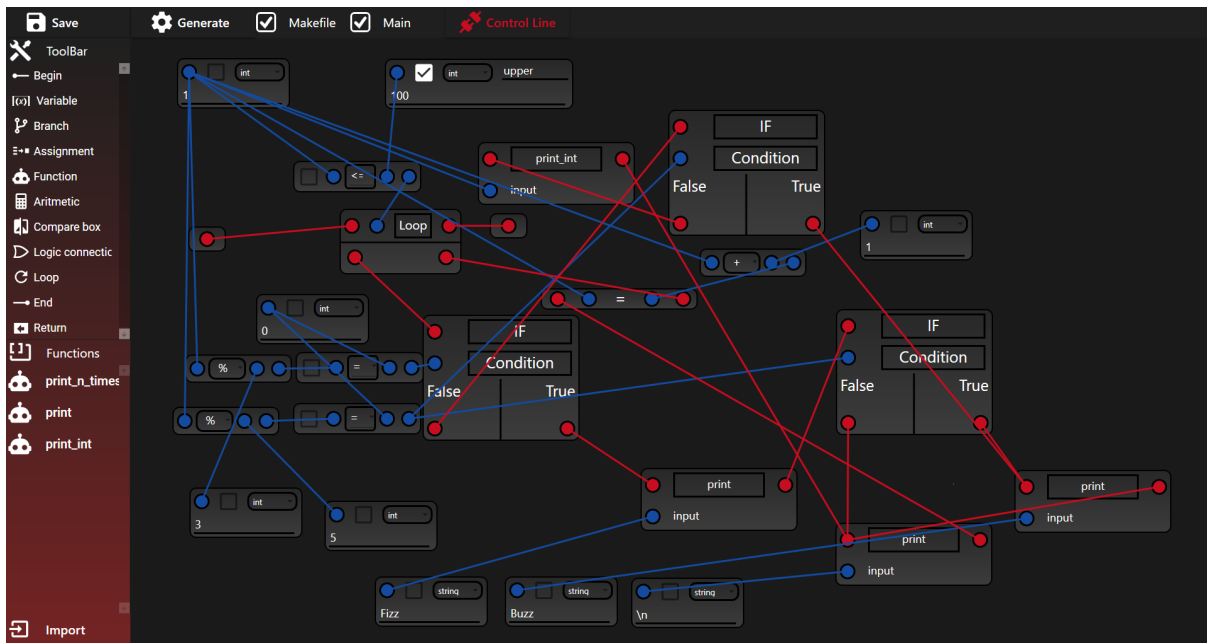 Save
Generate
Makefile
Main
Control Line
ToolBar
Begin
Variable
Branch
Assignment
Function
Aritmetic
Compare box
Logic connectic
Loop
End
Return
Functions
print_n_times
print
print_int
Import
int
1
int
upper
100
<=
print_int
input
IF
Condition
False
True
Loop
int
1
+
=
int
0
IF
Condition
False
True
IF
Condition
False
True
%
=
%
=
print
input
print
input
print
input
int
3
int
5
string
Fizz
string
Buzz
string
\n